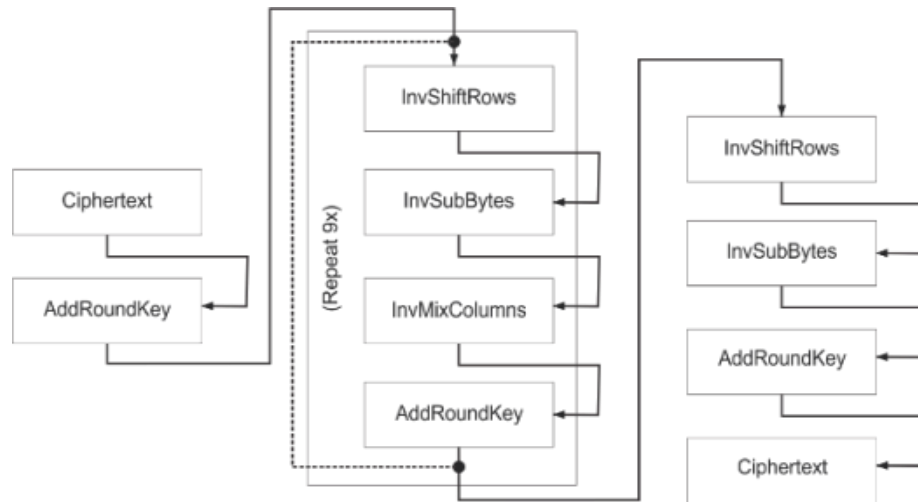 Ciphertext
AddRoundKey
(Repeat 9x)
InvShiftRows
InvSubBytes
InvMixColumns
AddRoundKey
InvShiftRows
InvSubBytes
AddRoundKey
Ciphertext